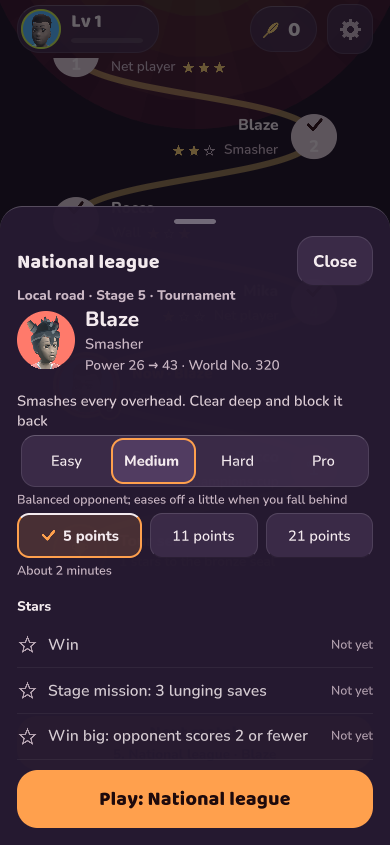 Lv 1
0
1
Net player
Blaze
2
Smasher
National league
Close
Local road · Stage 5 · Tournament
Blaze
Smasher
Power 26 → 43 · World No. 320
Smashes every overhead. Clear deep and block it
back
Easy
Medium
Hard
Pro
Balanced opponent; eases off a little when you fall behind
5 points
11 points
21 points
About 2 minutes
Stars
Win
Not yet
Stage mission: 3 lunging saves
Not yet
Win big: opponent scores 2 or fewer
Not yet
Play: National league